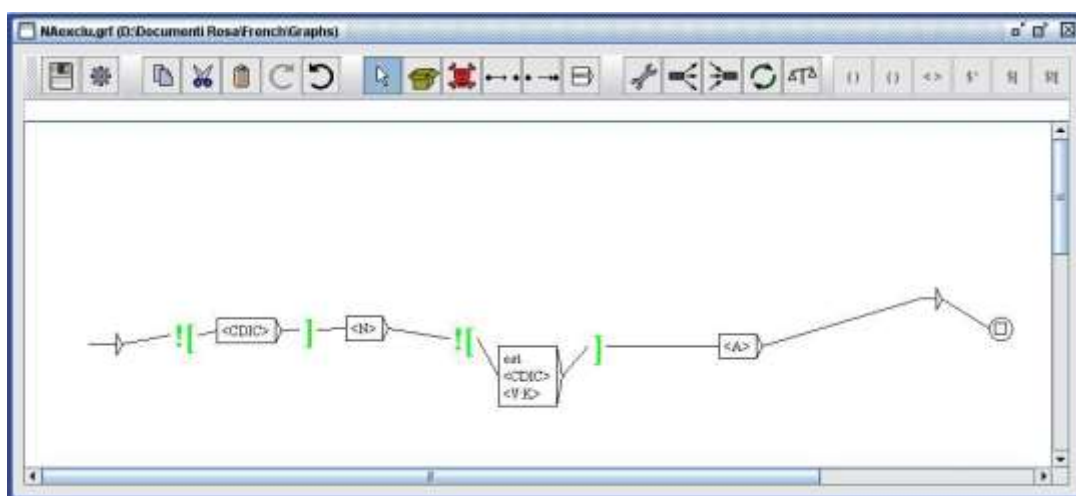 NAexclu.grf (D:\Documenti Rosa\French\Graphs)
![ <CDIC> ] <N> ![ ] <A>
est
<CDIC>
<V:K>